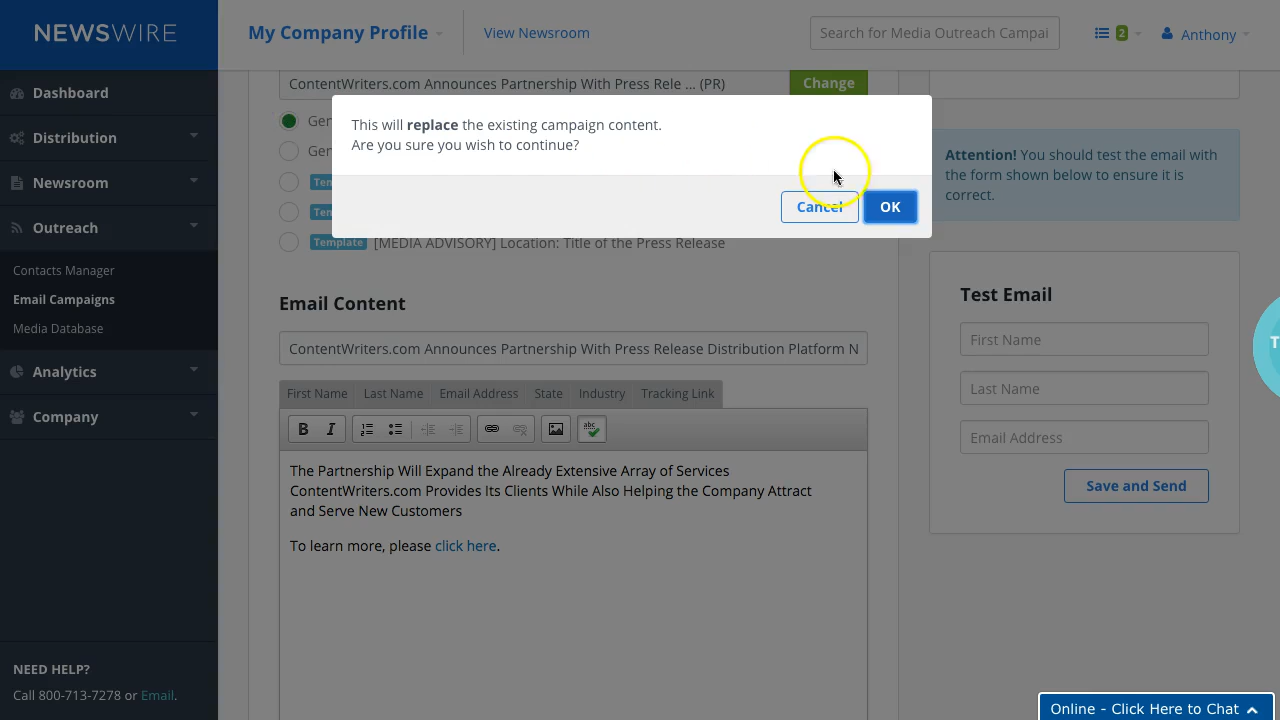 NEWSWIRE
My Company Profile
View Newsroom
Search for Media Outreach Campai
2
Anthony
Dashboard
Distribution
Newsroom
Outreach
Contacts Manager
Email Campaigns
Media Database
Analytics
Company
NEED HELP?
Call 800-713-7278 or Email.
ContentWriters.com Announces Partnership With Press Rele ... (PR)
Change
This will replace the existing campaign content.
Are you sure you wish to continue?
Cancel
OK
Template [MEDIA ADVISORY] Location: Title of the Press Release
Email Content
ContentWriters.com Announces Partnership With Press Release Distribution Platform N
First Name Last Name Email Address State Industry Tracking Link
B I
abc
The Partnership Will Expand the Already Extensive Array of Services
ContentWriters.com Provides Its Clients While Also Helping the Company Attract
and Serve New Customers
To learn more, please click here.
Attention! You should test the email with
the form shown below to ensure it is
correct.
Test Email
First Name
Last Name
Email Address
Save and Send
Online - Click Here to Chat